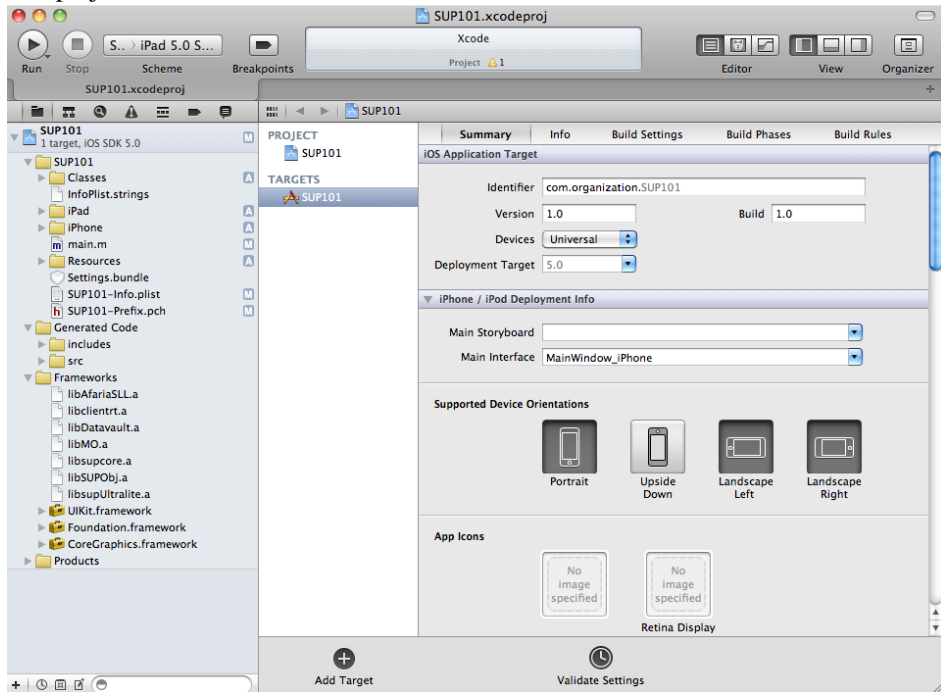 SUP101.xcodeproj
S.. › iPad 5.0 S...
Xcode
Project 1
Run Stop Scheme Breakpoints Editor View Organizer
SUP101.xcodeproj
SUP101
SUP101
1 target, iOS SDK 5.0
M
SUP101
Classes
A
InfoPlist.strings
iPad
A
iPhone
A
main.m
M
Resources
A
Settings.bundle
SUP101-Info.plist
M
SUP101-Prefix.pch
M
Generated Code
includes
src
Frameworks
libAfariaSLL.a
libclientrt.a
libDatavault.a
libMO.a
libsupcore.a
libSUPObj.a
libsupUltralite.a
UIKit.framework
Foundation.framework
CoreGraphics.framework
Products
PROJECT
SUP101
TARGETS
SUP101
Summary Info Build Settings Build Phases Build Rules
iOS Application Target
Identifier com.organization.SUP101
Version 1.0 Build 1.0
Devices Universal
Deployment Target 5.0
iPhone / iPod Deployment Info
Main Storyboard
Main Interface MainWindow_iPhone
Supported Device Orientations
Portrait Upside Down Landscape Left Landscape Right
App Icons
No image specified No image specified
Retina Display
Add Target Validate Settings